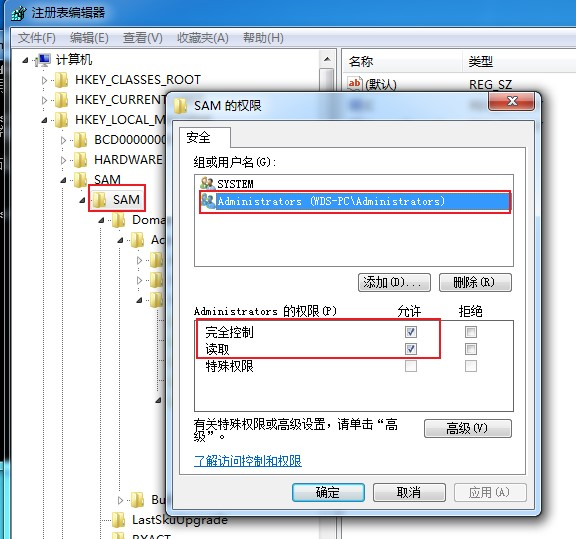 注册表编辑器
文件(F) 编辑(E) 查看(V) 收藏夹(A) 帮助(H)
计算机
HKEY_CLASSES_ROOT
HKEY_CURRENT
HKEY_LOCAL_M
BCD0000000
HARDWARE
SAM
SAM
Doma
Ac
Bu
LastSkuUpgrade
RXACT
名称 类型
(默认) REG_SZ
SAM 的权限
安全
组或用户名(G):
SYSTEM
Administrators (WDS-PC\Administrators)
添加(D)... 删除(R)
Administrators 的权限(P) 允许 拒绝
完全控制
读取
特殊权限
有关特殊权限或高级设置，请单击“高
级”。
高级(V)
了解访问控制和权限
确定 取消 应用(A)